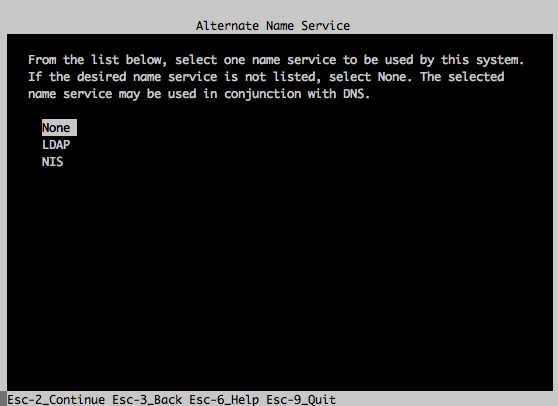 Alternate Name Service
From the list below, select one name service to be used by this system.
If the desired name service is not listed, select None. The selected
name service may be used in conjunction with DNS.
None
LDAP
NIS
Esc-2_Continue Esc-3_Back Esc-6_Help Esc-9_Quit